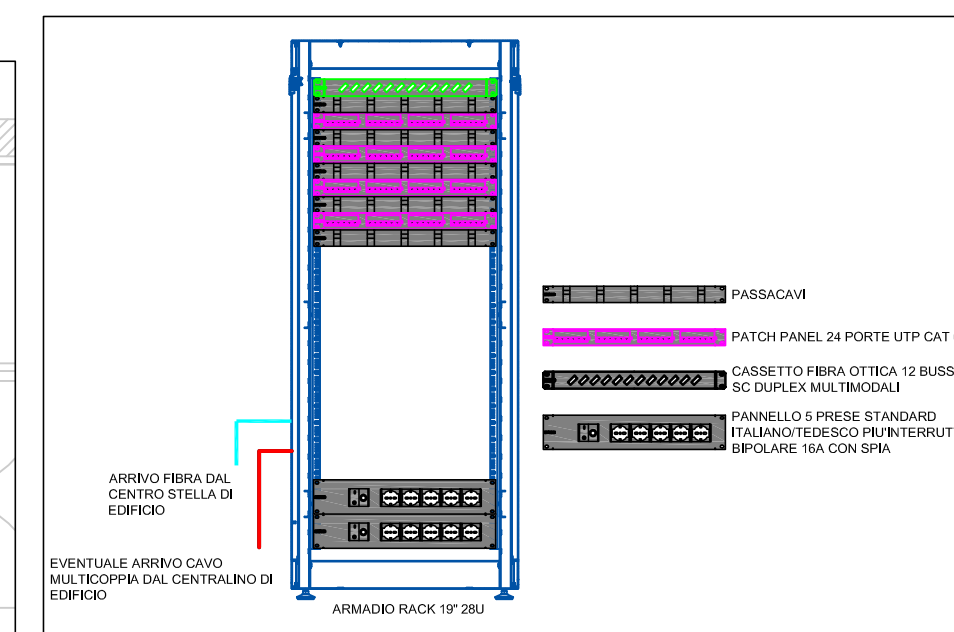 PASSACAVI
PATCH PANEL 24 PORTE UTP CAT
CASSETTO FIBRA OTTICA 12 BUSS
SC DUPLEX MULTIMODALI
PANNELLO 5 PRESE STANDARD
ITALIANO/TEDESCO PIU'INTERRUT
BIPOLARE 16A CON SPIA
ARRIVO FIBRA DAL
CENTRO STELLA DI
EDIFICIO
EVENTUALE ARRIVO CAVO
MULTICOPPIA DAL CENTRALINO DI
EDIFICIO
ARMADIO RACK 19" 28U